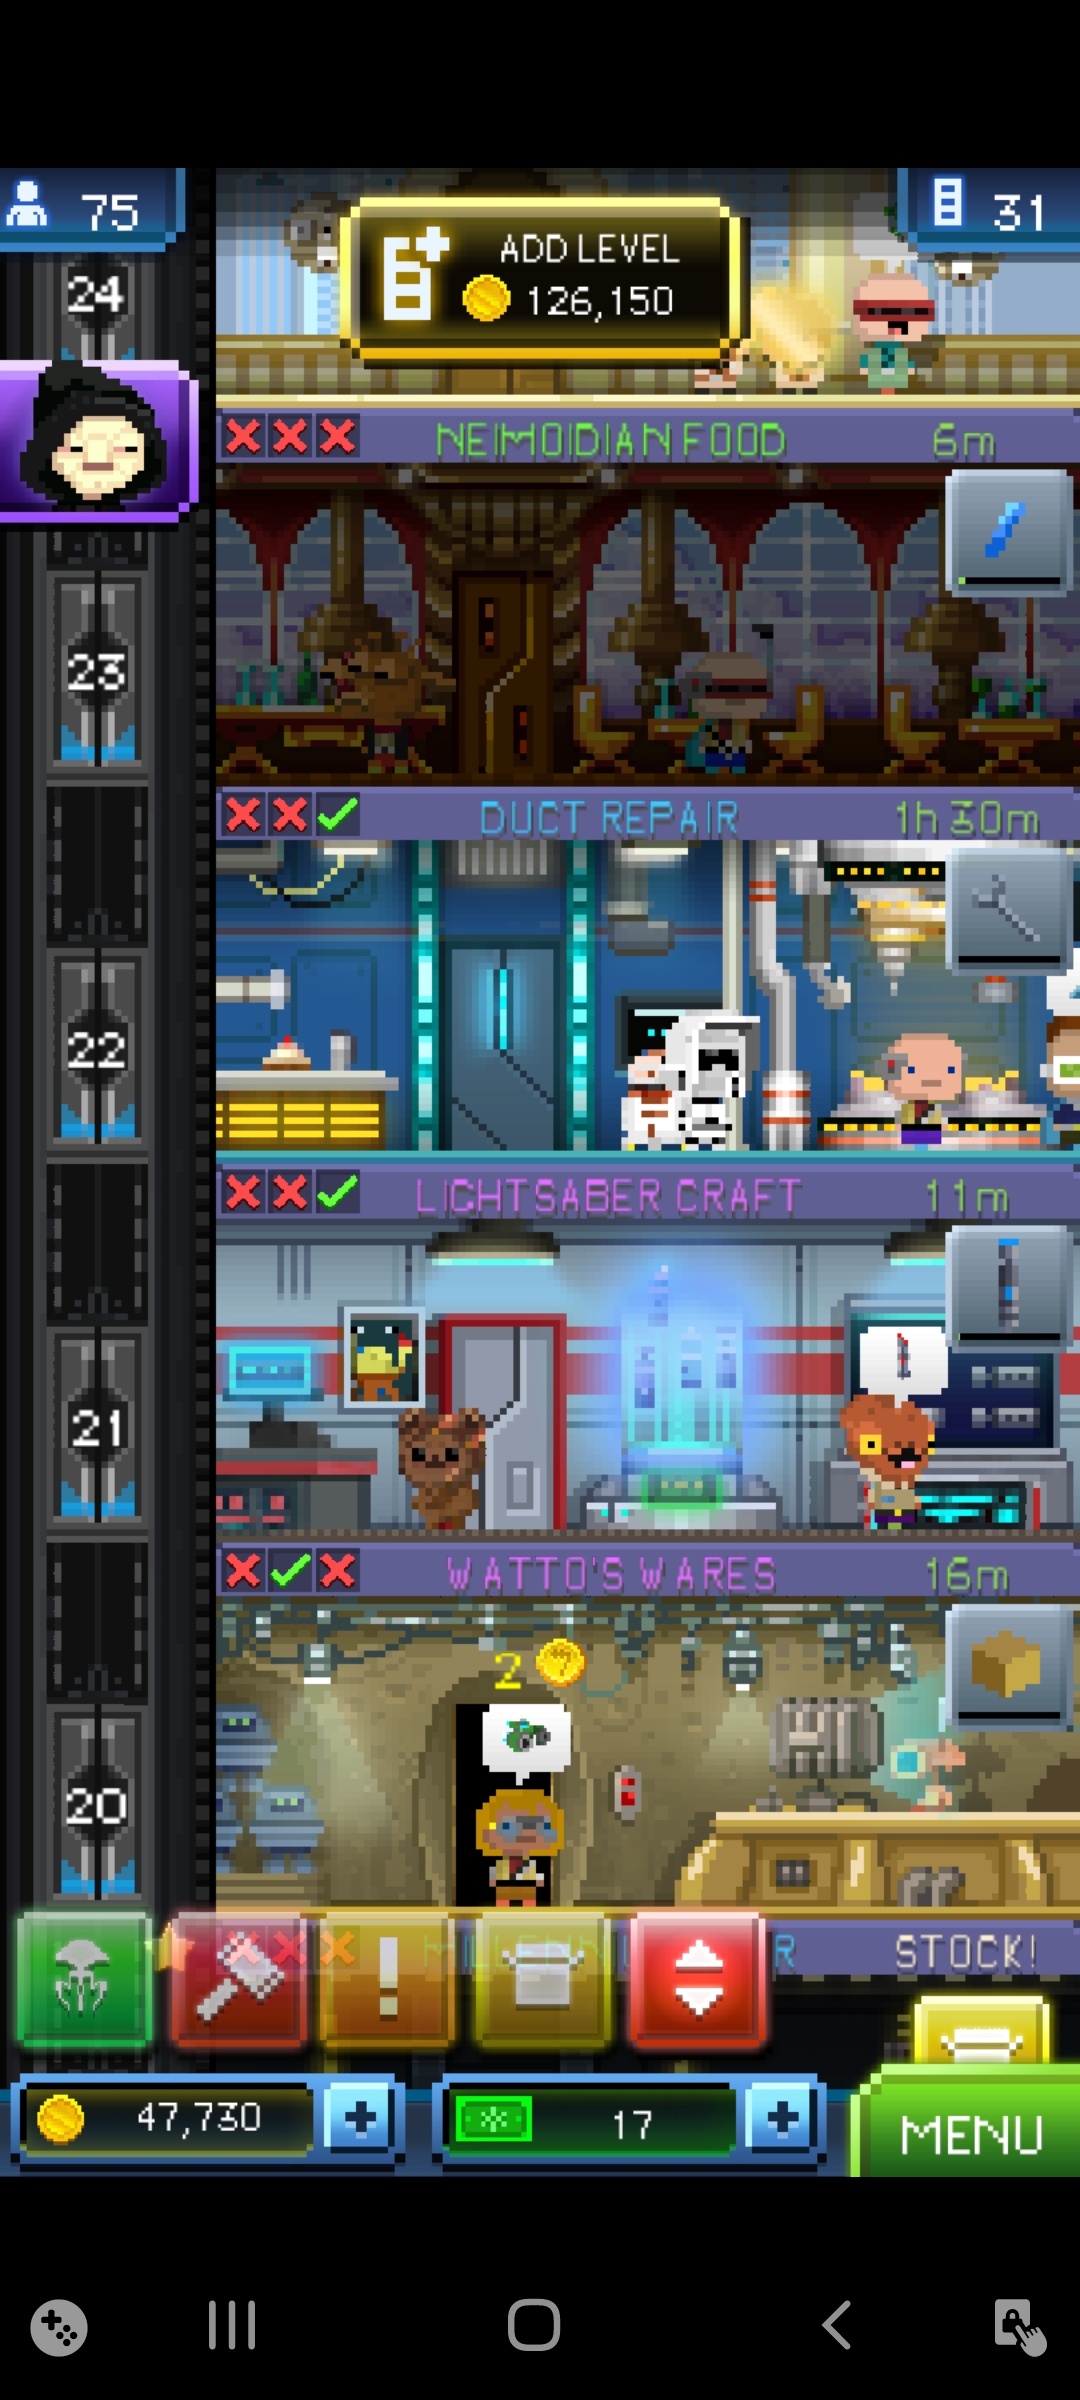 75
31
ADD LEVEL
126,150
24
NEIMOIDIAN FOOD 6m
23
DUCT REPAIR 1h 30m
22
LIGHTSABER CRAFT 11m
21
WATTO'S WARES 16m
2
20
STOCK!
47,730
17
MENU